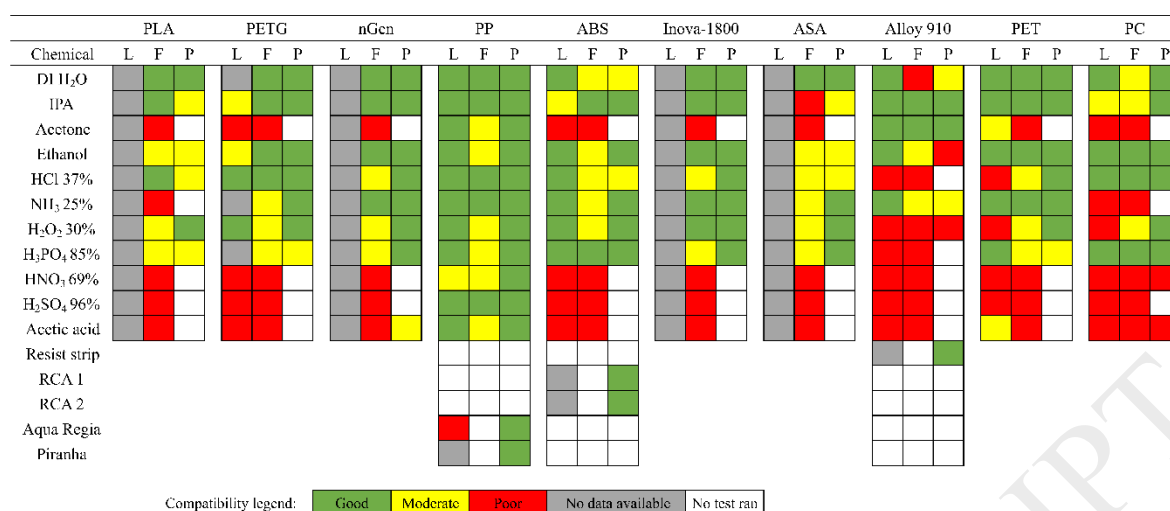 PLA PETG nGen PP ABS Inova-1800 ASA Alloy 910 PET PC
Chemical L F P L F P L F P L F P L F P L F P L F P L F P L F P L F P
DI H₂O
IPA
Acetone
Ethanol
HCl 37%
NH₃ 25%
H₂O₂ 30%
H₃PO₄ 85%
HNO₃ 69%
H₂SO₄ 96%
Acetic acid
Resist strip
RCA 1
RCA 2
Aqua Regia
Piranha
Compatibility legend: Good Moderate Poor No data available No test ran
IPT